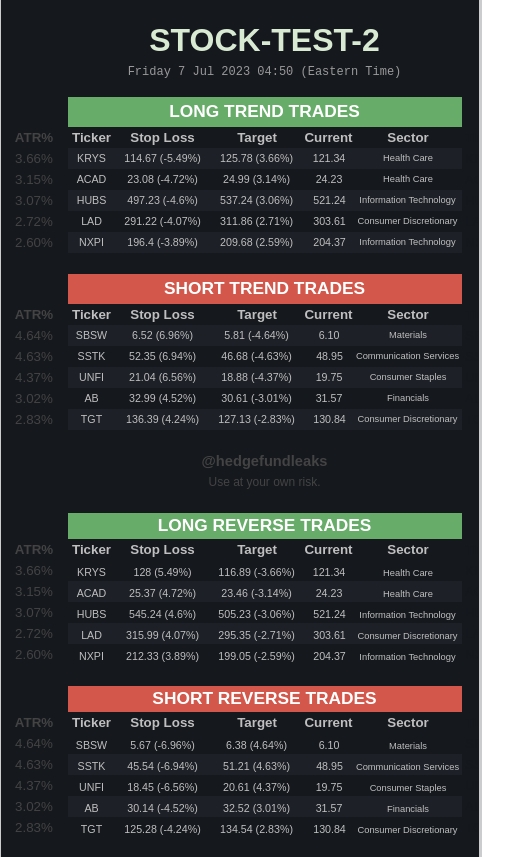 STOCK-TEST-2
Friday 7 Jul 2023 04:50 (Eastern Time)
LONG TREND TRADES
ATR% Ticker Stop Loss Target Current Sector
3.66% KRYS 114.67 (-5.49%) 125.78 (3.66%) 121.34 Health Care
3.15% ACAD 23.08 (-4.72%) 24.99 (3.14%) 24.23 Health Care
3.07% HUBS 497.23 (-4.6%) 537.24 (3.06%) 521.24 Information Technology
2.72% LAD 291.22 (-4.07%) 311.86 (2.71%) 303.61 Consumer Discretionary
2.60% NXPI 196.4 (-3.89%) 209.68 (2.59%) 204.37 Information Technology
SHORT TREND TRADES
ATR% Ticker Stop Loss Target Current Sector
4.64% SBSW 6.52 (6.96%) 5.81 (-4.64%) 6.10 Materials
4.63% SSTK 52.35 (6.94%) 46.68 (-4.63%) 48.95 Communication Services
4.37% UNFI 21.04 (6.56%) 18.88 (-4.37%) 19.75 Consumer Staples
3.02% AB 32.99 (4.52%) 30.61 (-3.01%) 31.57 Financials
2.83% TGT 136.39 (4.24%) 127.13 (-2.83%) 130.84 Consumer Discretionary
@hedgefundleaks
Use at your own risk.
LONG REVERSE TRADES
ATR% Ticker Stop Loss Target Current Sector
3.66% KRYS 128 (5.49%) 116.89 (-3.66%) 121.34 Health Care
3.15% ACAD 25.37 (4.72%) 23.46 (-3.14%) 24.23 Health Care
3.07% HUBS 545.24 (4.6%) 505.23 (-3.06%) 521.24 Information Technology
2.72% LAD 315.99 (4.07%) 295.35 (-2.71%) 303.61 Consumer Discretionary
2.60% NXPI 212.33 (3.89%) 199.05 (-2.59%) 204.37 Information Technology
SHORT REVERSE TRADES
ATR% Ticker Stop Loss Target Current Sector
4.64% SBSW 5.67 (-6.96%) 6.38 (4.64%) 6.10 Materials
4.63% SSTK 45.54 (-6.94%) 51.21 (4.63%) 48.95 Communication Services
4.37% UNFI 18.45 (-6.56%) 20.61 (4.37%) 19.75 Consumer Staples
3.02% AB 30.14 (-4.52%) 32.52 (3.01%) 31.57 Financials
2.83% TGT 125.28 (-4.24%) 134.54 (2.83%) 130.84 Consumer Discretionary